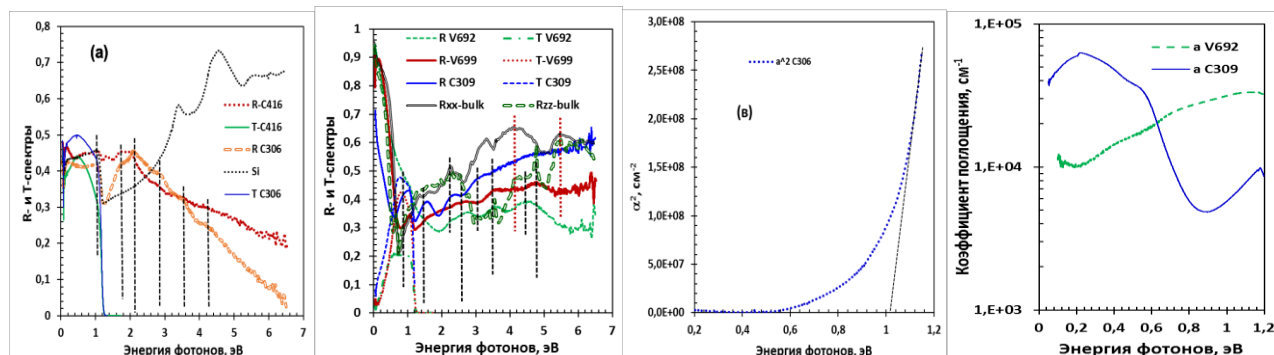 (а)
R- и T-спектры
0,8
0,7
0,6
0,5
0,4
0,3
0,2
0,1
0
R-C416
T-C416
R C306
Si
T C306
0 1 2 3 4 5 6 7
Энергия фотонов, эВ
R- и T-спектры
1
0,9
0,8
0,7
0,6
0,5
0,4
0,3
0,2
0,1
0
R V692 T V692
R-V699 T-V699
R C309 T C309
Rxx-bulk Rzz-bulk
0 1 2 3 4 5 6 7
Энергия фотонов, эВ
α², см⁻²
3,0E+08
2,5E+08
2,0E+08
1,5E+08
1,0E+08
5,0E+07
0,0E+00
a^2 C306
(в)
0,2 0,4 0,6 0,8 1 1,2
Энергия фотонов, эВ
Коэффициент поглощения, см⁻¹
1,E+05
1,E+04
1,E+03
a V692
a C309
0 0,2 0,4 0,6 0,8 1 1,2
Энергия фотонов, эВ